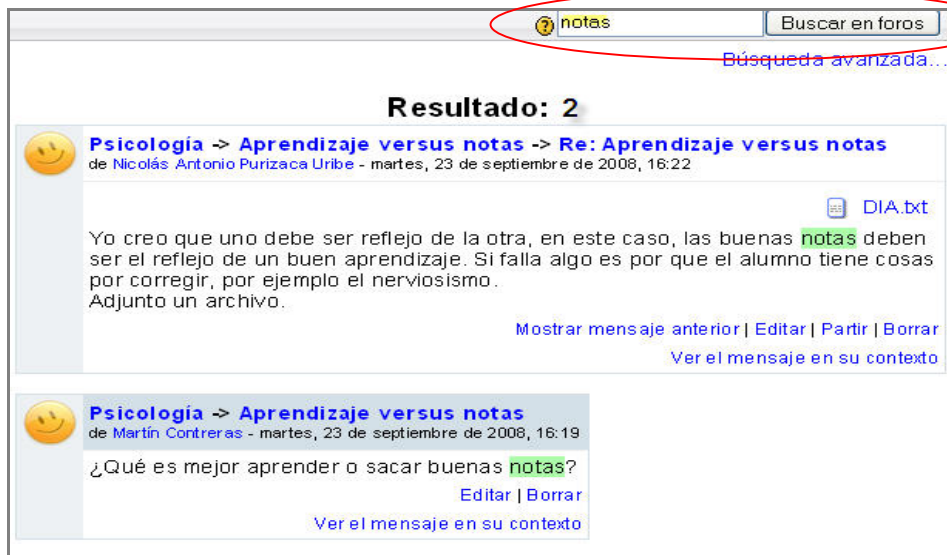 notas Buscar en foros
Búsqueda avanzada...
Resultado: 2
Psicología -> Aprendizaje versus notas -> Re: Aprendizaje versus notas
de Nicolás Antonio Purizaca Uribe - martes, 23 de septiembre de 2008, 16:22
DIA.txt
Yo creo que uno debe ser reflejo de la otra, en este caso, las buenas notas deben
ser el reflejo de un buen aprendizaje. Si falla algo es por que el alumno tiene cosas
por corregir, por ejemplo el nerviosismo.
Adjunto un archivo.
Mostrar mensaje anterior | Editar | Partir | Borrar
Ver el mensaje en su contexto
Psicología -> Aprendizaje versus notas
de Martín Contreras - martes, 23 de septiembre de 2008, 16:19
¿Qué es mejor aprender o sacar buenas notas?
Editar | Borrar
Ver el mensaje en su contexto